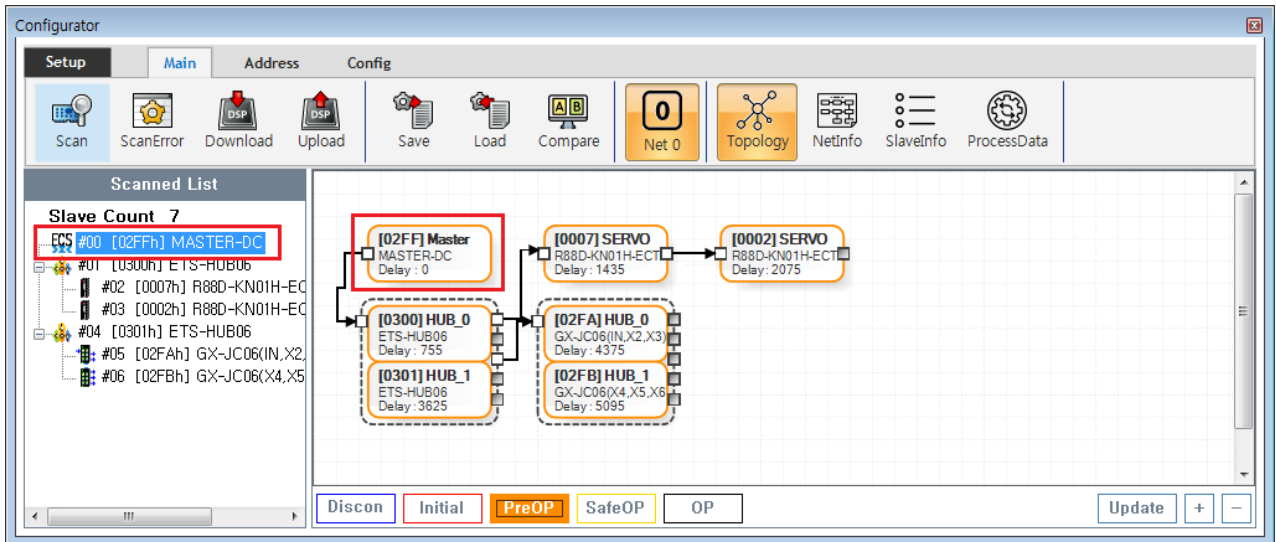 Configurator
Setup Main Address Config
Scan ScanError Download Upload Save Load Compare Net 0 Topology NetInfo SlaveInfo ProcessData
DSP DSP A B 0
Scanned List
Slave Count 7
ECS #00 [02FFh] MASTER-DC
#01 [0300h] ETS-HUB06
#02 [0007h] R88D-KN01H-EC
#03 [0002h] R88D-KN01H-EC
#04 [0301h] ETS-HUB06
#05 [02FAh] GX-JC06(IN,X2,
#06 [02FBh] GX-JC06(X4,X5
[02FF] Master
MASTER-DC
Delay : 0
[0007] SERVO
R88D-KN01H-ECT
Delay : 1435
[0002] SERVO
R88D-KN01H-ECT
Delay : 2075
[0300] HUB_0
ETS-HUB06
Delay : 755
[0301] HUB_1
ETS-HUB06
Delay : 3625
[02FA] HUB_0
GX-JC06(IN,X2,X3)
Delay : 4375
[02FB] HUB_1
GX-JC06(X4,X5,X6
Delay : 5095
Discon Initial PreOP SafeOP OP Update + −